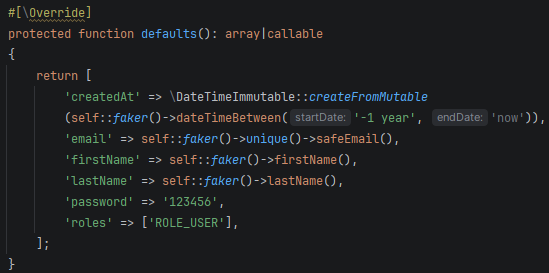 #[\Override]
protected function defaults(): array|callable
{
    return [
        'createdAt' => \DateTimeImmutable::createFromMutable
        (self::faker()->dateTimeBetween( startDate: '-1 year', endDate: 'now')),
        'email' => self::faker()->unique()->safeEmail(),
        'firstName' => self::faker()->firstName(),
        'lastName' => self::faker()->lastName(),
        'password' => '123456',
        'roles' => ['ROLE_USER'],
    ];
}